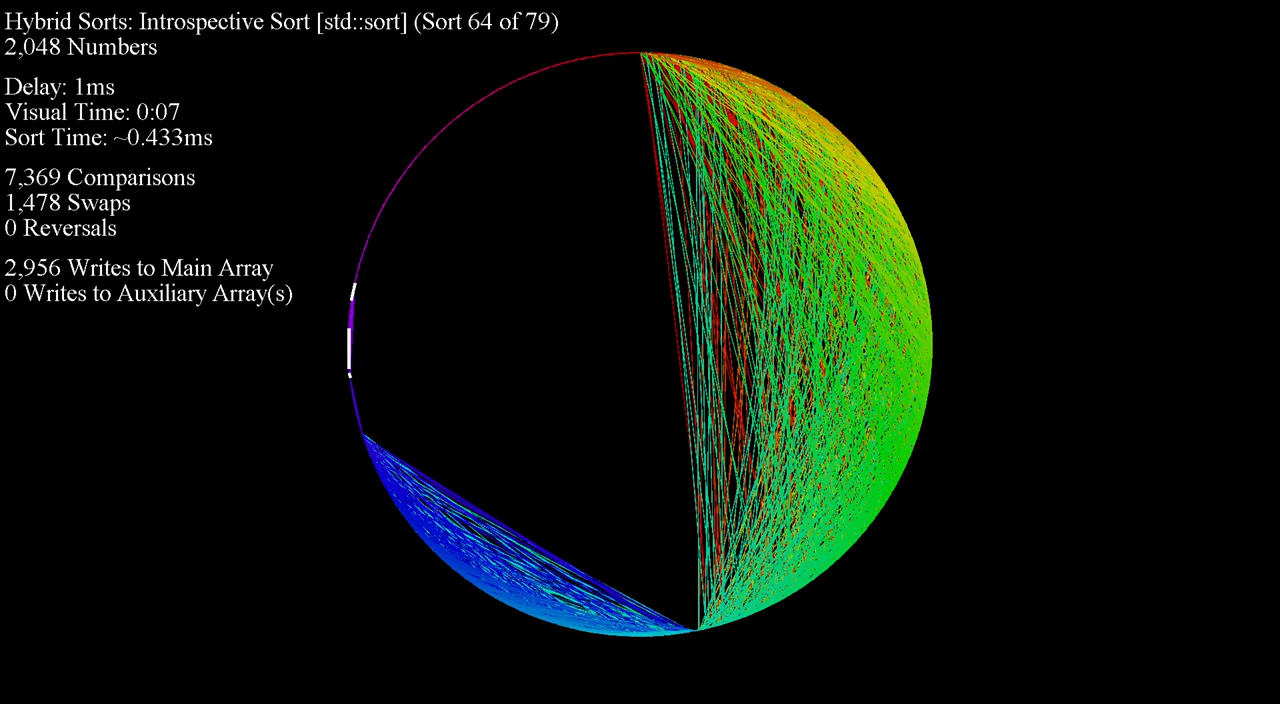 Hybrid Sorts: Introspective Sort [std::sort] (Sort 64 of 79)
2,048 Numbers
Delay: 1ms
Visual Time: 0:07
Sort Time: ~0.433ms
7,369 Comparisons
1,478 Swaps
0 Reversals
2,956 Writes to Main Array
0 Writes to Auxiliary Array(s)